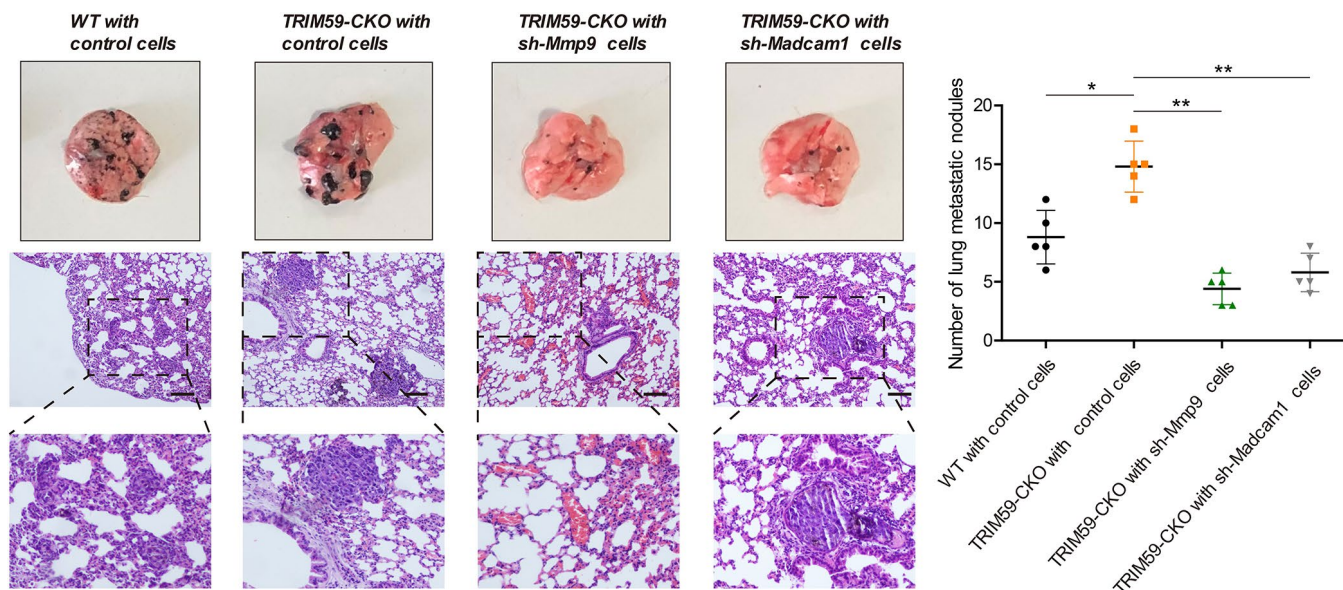 WT with
control cells
TRIM59-CKO with
control cells
TRIM59-CKO with
sh-Mmp9 cells
TRIM59-CKO with
sh-Madcam1 cells
Number of lung metastatic nodules
20
15
10
5
0
*
**
**
WT with control cells
TRIM59-CKO with control cells
TRIM59-CKO with sh-Mmp9 cells
TRIM59-CKO with sh-Madcam1 cells